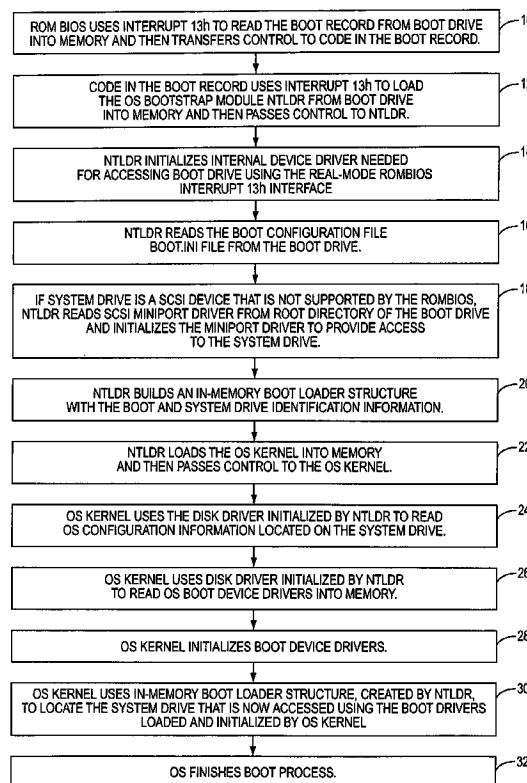 ROM BIOS USES INTERRUPT 13h TO READ THE BOOT RECORD FROM BOOT DRIVE
INTO MEMORY AND THEN TRANSFERS CONTROL TO CODE IN THE BOOT RECORD.
CODE IN THE BOOT RECORD USES INTERRUPT 13h TO LOAD
THE OS BOOTSTRAP MODULE NTLDR FROM BOOT DRIVE
INTO MEMORY AND THEN PASSES CONTROL TO NTLDR.
NTLDR INITIALIZES INTERNAL DEVICE DRIVER NEEDED
FOR ACCESSING BOOT DRIVE USING THE REAL-MODE ROMBIOS
INTERRUPT 13h INTERFACE
NTLDR READS THE BOOT CONFIGURATION FILE
BOOT.INI FILE FROM THE BOOT DRIVE.
IF SYSTEM DRIVE IS A SCSI DEVICE THAT IS NOT SUPPORTED BY THE ROMBIOS,
NTLDR READS SCSI MINIPORT DRIVER FROM ROOT DIRECTORY OF THE BOOT DRIVE
AND INITIALIZES THE MINIPORT DRIVER TO PROVIDE ACCESS
TO THE SYSTEM DRIVE.
20
NTLDR BUILDS AN IN-MEMORY BOOT LOADER STRUCTURE
WITH THE BOOT AND SYSTEM DRIVE IDENTIFICATION INFORMATION.
22
NTLDR LOADS THE OS KERNEL INTO MEMORY
AND THEN PASSES CONTROL TO THE OS KERNEL.
24
OS KERNEL USES THE DISK DRIVER INITIALIZED BY NTLDR TO READ
OS CONFIGURATION INFORMATION LOCATED ON THE SYSTEM DRIVE.
26
OS KERNEL USES DISK DRIVER INITIALIZED BY NTLDR
TO READ OS BOOT DEVICE DRIVERS INTO MEMORY.
28
OS KERNEL INITIALIZES BOOT DEVICE DRIVERS.
30
OS KERNEL USES IN-MEMORY BOOT LOADER STRUCTURE, CREATED BY NTLDR,
TO LOCATE THE SYSTEM DRIVE THAT IS NOW ACCESSED USING THE BOOT DRIVERS
LOADED AND INITIALIZED BY OS KERNEL
32
OS FINISHES BOOT PROCESS.